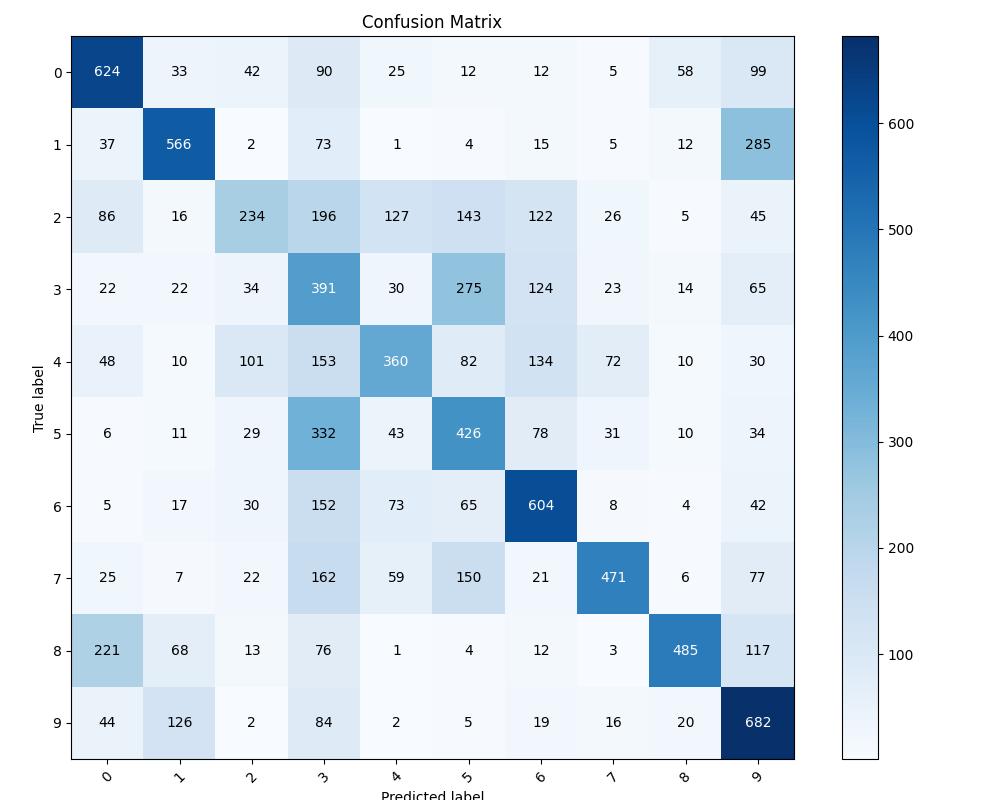 Confusion Matrix
0 624 33 42 90 25 12 12 5 58 99
1 37 566 2 73 1 4 15 5 12 285
2 86 16 234 196 127 143 122 26 5 45
3 22 22 34 391 30 275 124 23 14 65
4 48 10 101 153 360 82 134 72 10 30
5 6 11 29 332 43 426 78 31 10 34
6 5 17 30 152 73 65 604 8 4 42
7 25 7 22 162 59 150 21 471 6 77
8 221 68 13 76 1 4 12 3 485 117
9 44 126 2 84 2 5 19 16 20 682
0 1 2 3 4 5 6 7 8 9
True label
Predicted label
600
500
400
300
200
100